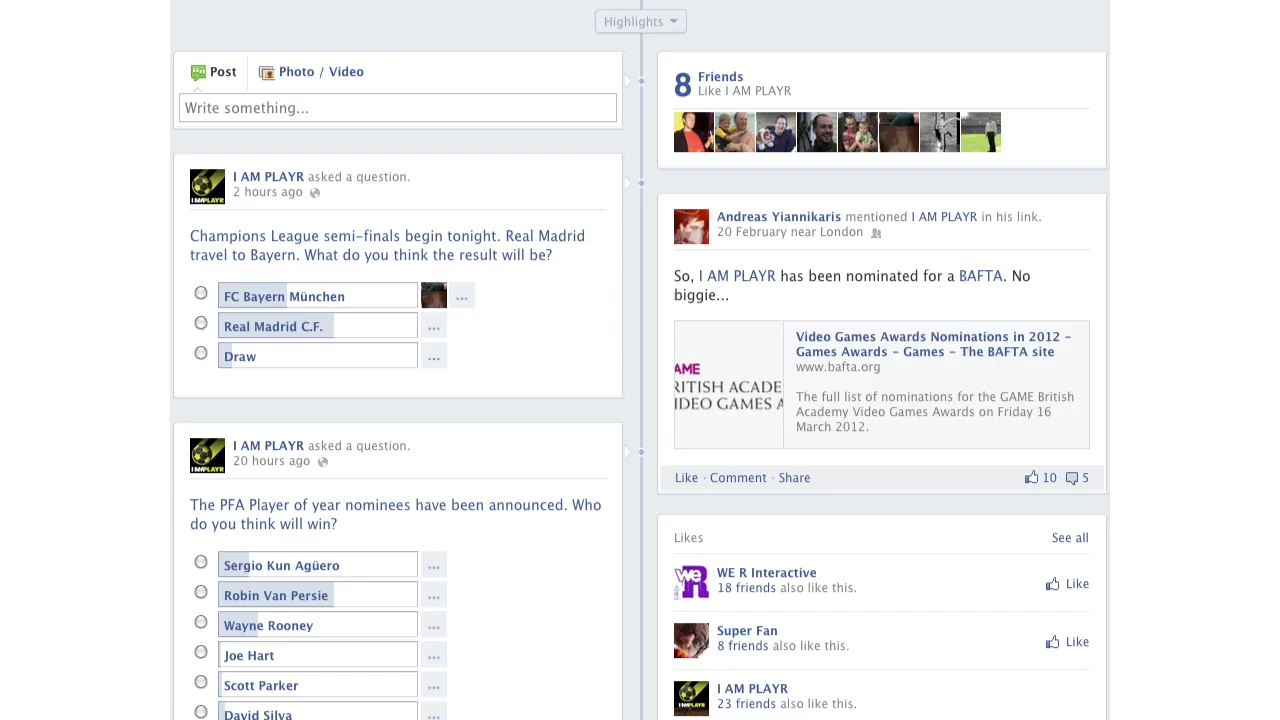 Highlights
Post
Photo / Video
Write something...
I AM PLAYR asked a question.
2 hours ago
Champions League semi-finals begin tonight. Real Madrid
travel to Bayern. What do you think the result will be?
FC Bayern München
...
Real Madrid C.F.
...
Draw
...
I AM PLAYR asked a question.
20 hours ago
The PFA Player of year nominees have been announced. Who
do you think will win?
Sergio Kun Agüero
...
Robin Van Persie
...
Wayne Rooney
...
Joe Hart
...
Scott Parker
...
David Silva
...
8 Friends
Like I AM PLAYR
Andreas Yiannikaris mentioned I AM PLAYR in his link.
20 February near London
So, I AM PLAYR has been nominated for a BAFTA. No
biggie...
AME
RITISH ACADE
IDEO GAMES A
Video Games Awards Nominations in 2012 -
Games Awards - Games - The BAFTA site
www.bafta.org
The full list of nominations for the GAME British
Academy Video Games Awards on Friday 16
March 2012.
Like · Comment · Share
10
5
Likes
See all
WE R Interactive
18 friends also like this.
Like
Super Fan
8 friends also like this.
Like
I AM PLAYR
23 friends also like this.